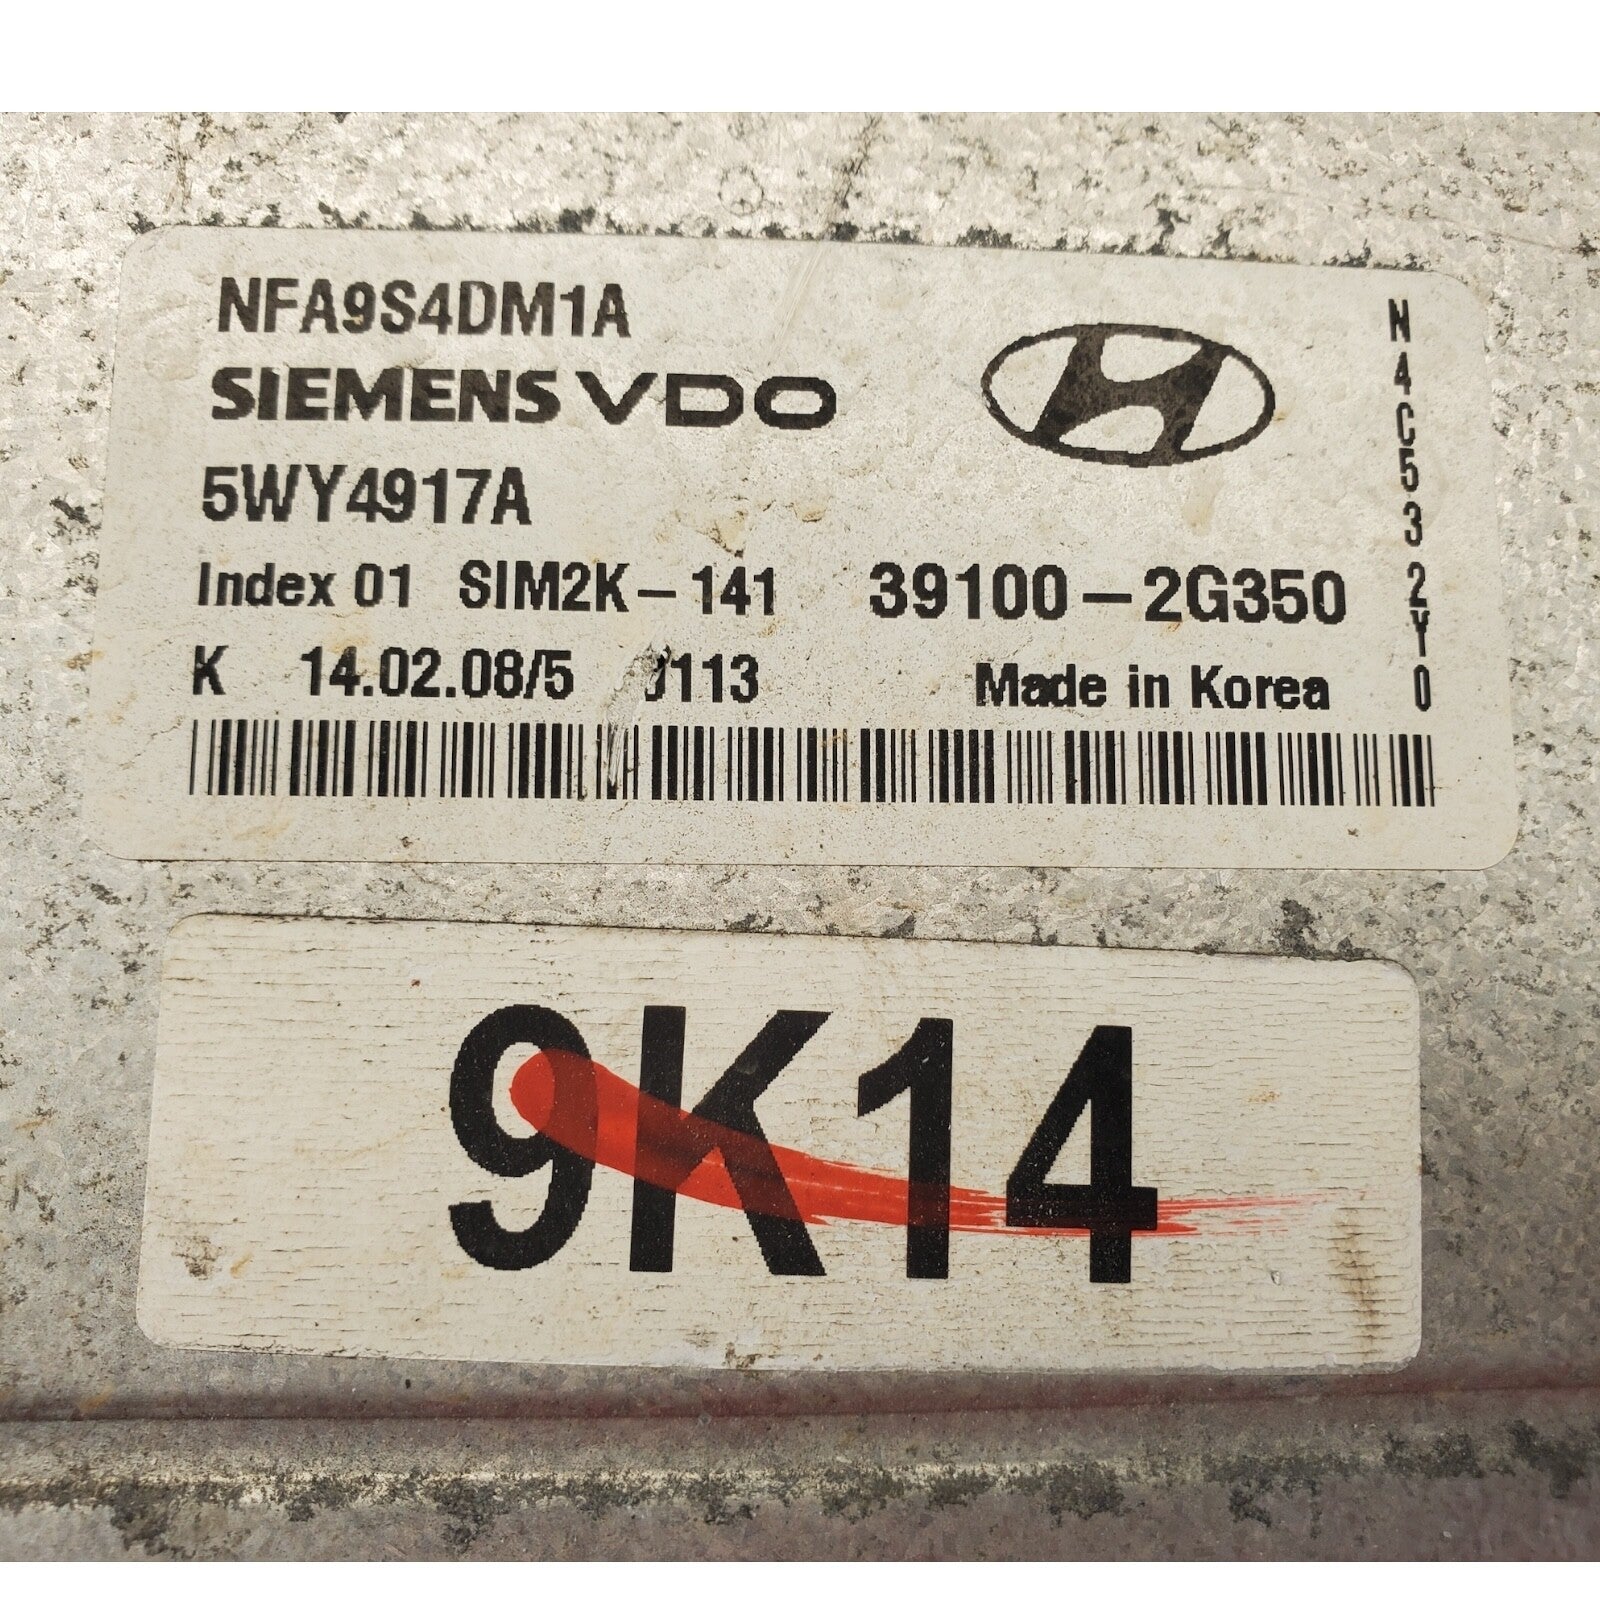 NFA9S4DM1A
SIEMENS VDO
5WY4917A
Index 01 SIM2K-141 39100-2G350
K 14.02.08/5 Made in Korea
N4C532Y0
9K14